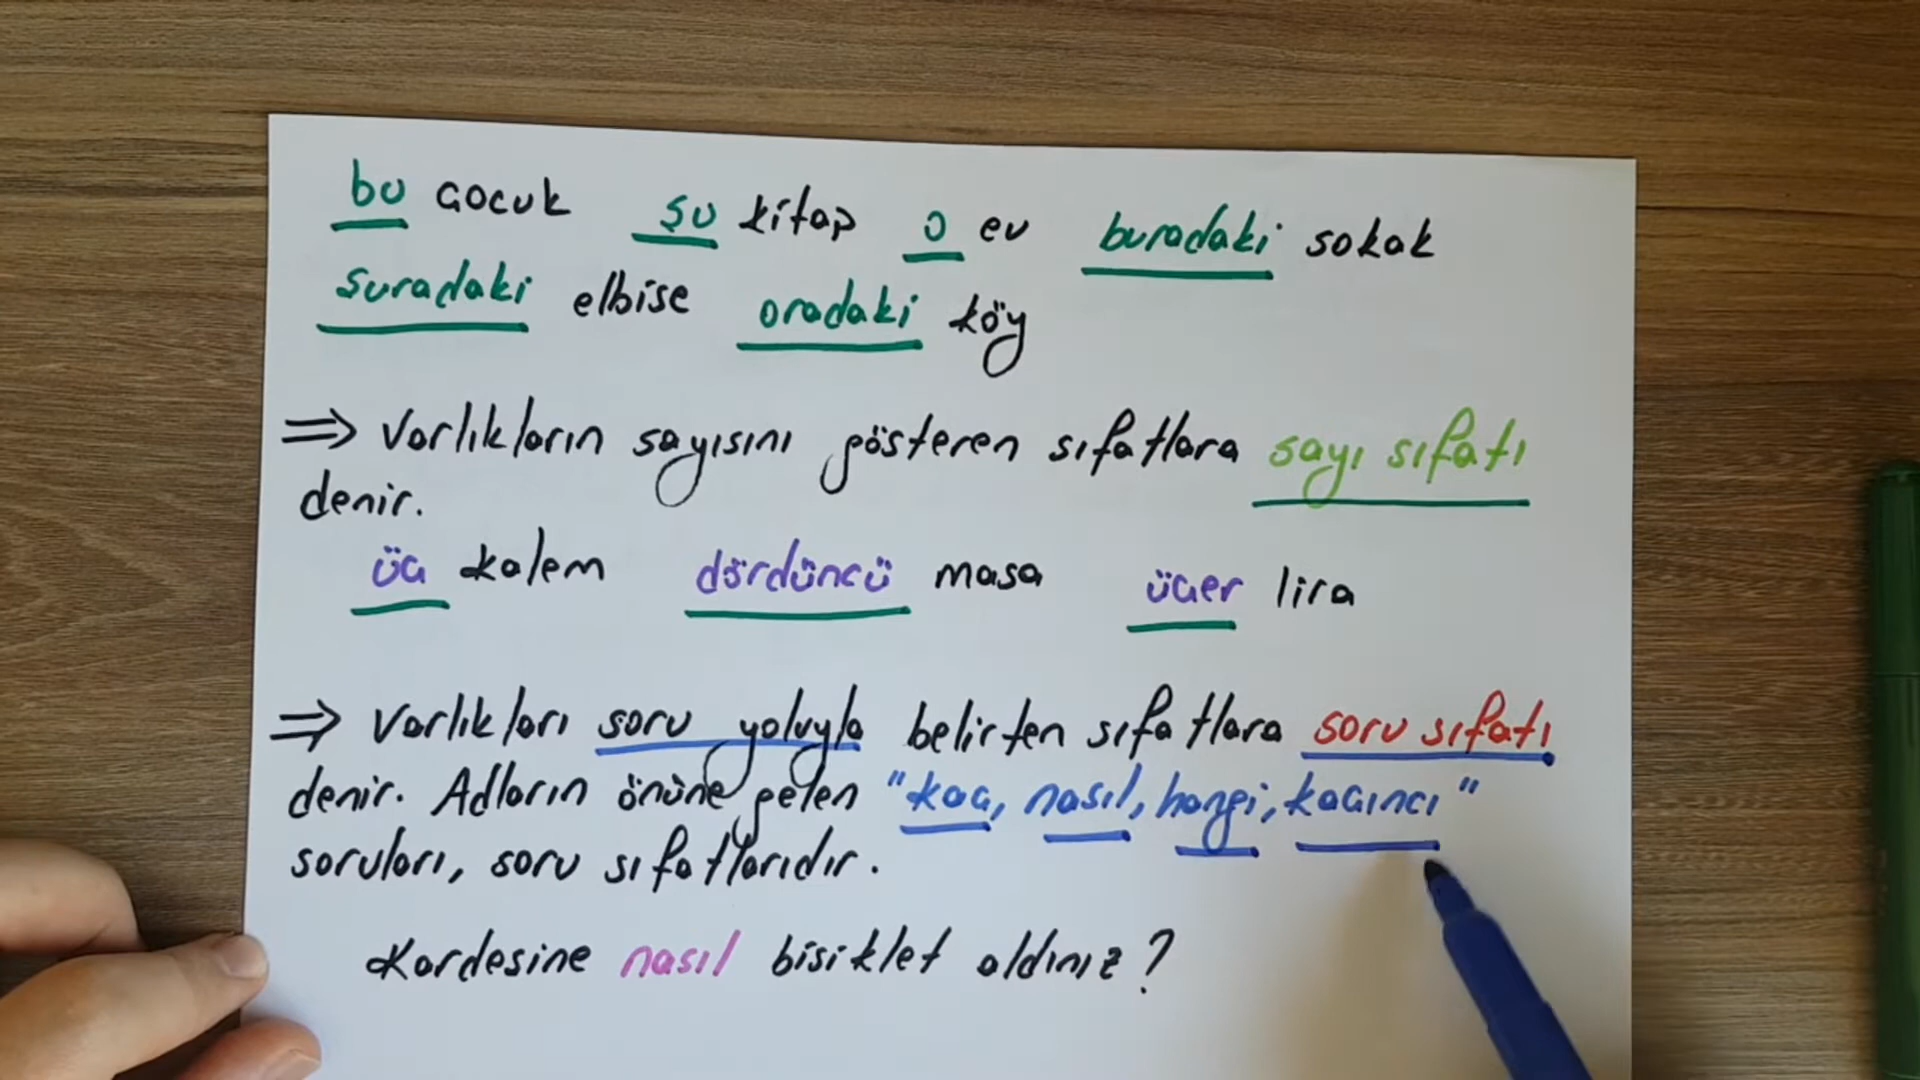 bu çocuk şu kitap o ev buradaki sokak
şuradaki elbise oradaki köy
⇒ Varlıkların sayısını gösteren sıfatlara sayı sıfatı
denir.
üç kalem dördüncü masa üçer lira
⇒ Varlıkları soru yoluyla belirten sıfatlara soru sıfatı
denir. Adların önüne gelen "kaç, nasıl, hangi, kaçıncı"
soruları, soru sıfatlarıdır.
Kardeşine nasıl bisiklet aldınız?